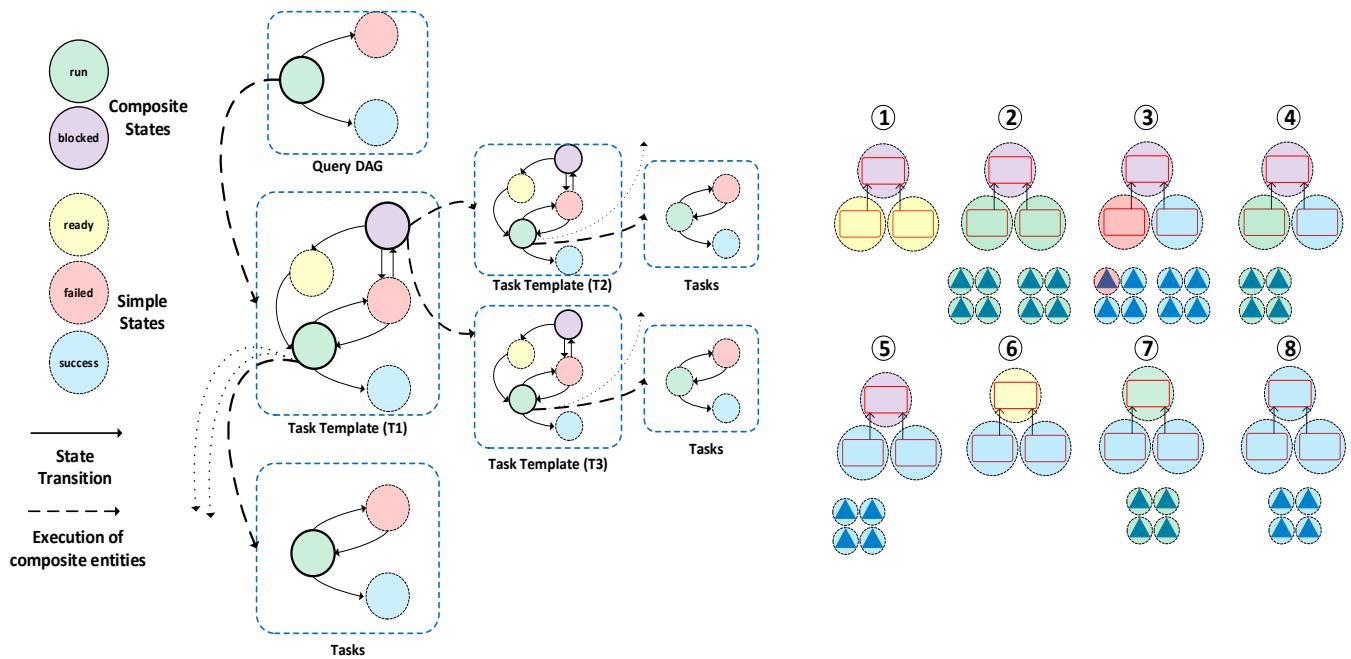 run
blocked
Composite
States
ready
failed
success
Simple
States
State
Transition
Execution of
composite entities
Query DAG
Task Template (T1)
Tasks
Task Template (T2)
Tasks
Task Template (T3)
Tasks
1
2
3
4
5
6
7
8